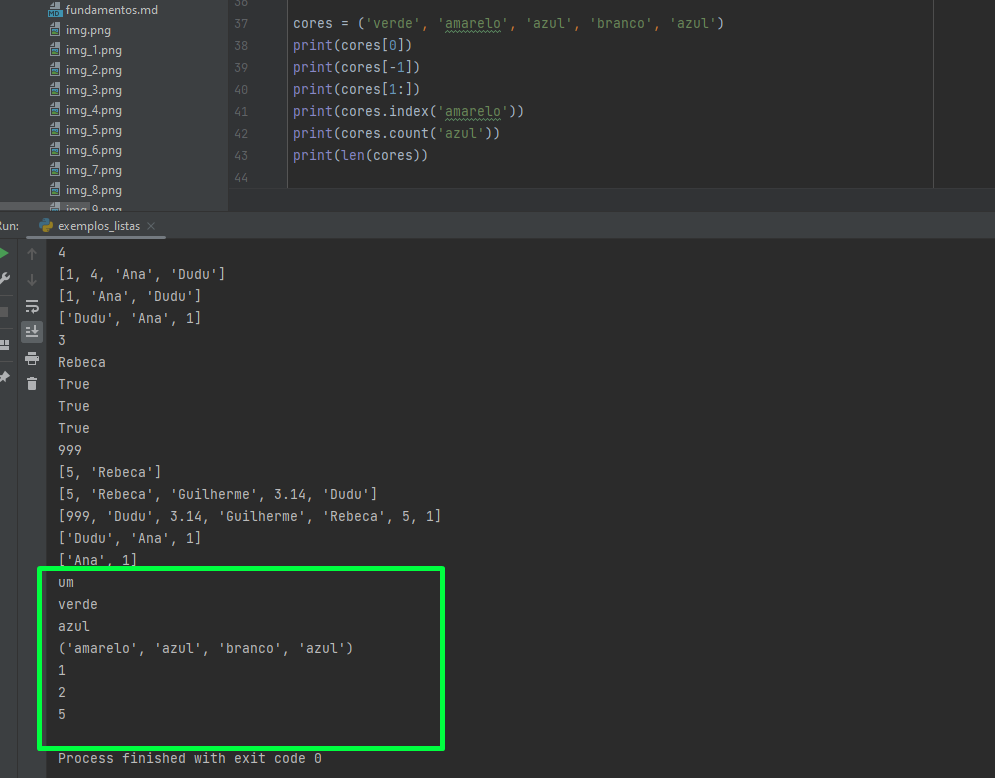 fundamentos.md
img.png
img_1.png
img_2.png
img_3.png
img_4.png
img_5.png
img_6.png
img_7.png
img_8.png
img_9.png
36
37 cores = ('verde', 'amarelo', 'azul', 'branco', 'azul')
38 print(cores[0])
39 print(cores[-1])
40 print(cores[1:])
41 print(cores.index('amarelo'))
42 print(cores.count('azul'))
43 print(len(cores))
44
Run: exemplos_listas
4
[1, 4, 'Ana', 'Dudu']
[1, 'Ana', 'Dudu']
['Dudu', 'Ana', 1]
3
Rebeca
True
True
True
999
[5, 'Rebeca']
[5, 'Rebeca', 'Guilherme', 3.14, 'Dudu']
[999, 'Dudu', 3.14, 'Guilherme', 'Rebeca', 5, 1]
['Dudu', 'Ana', 1]
['Ana', 1]
um
verde
azul
('amarelo', 'azul', 'branco', 'azul')
1
2
5
Process finished with exit code 0